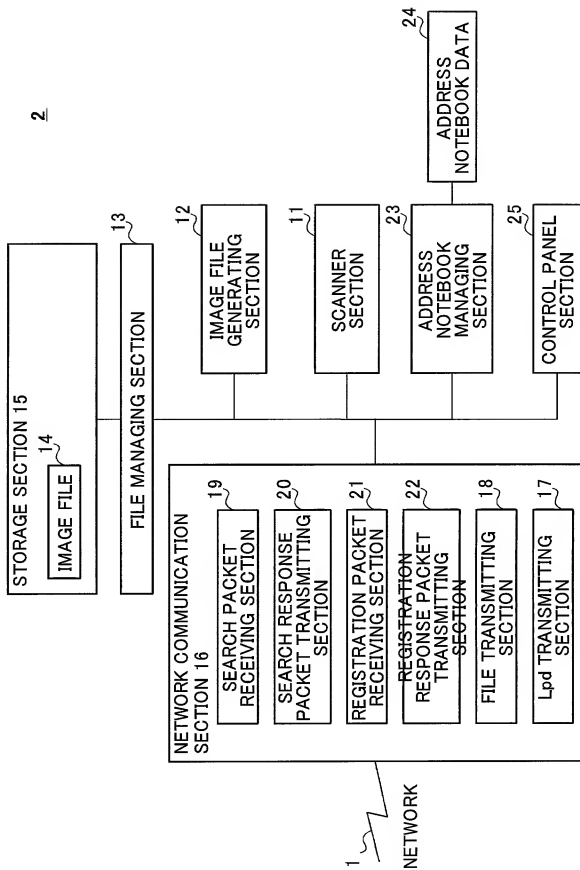 2
STORAGE SECTION 15
14
IMAGE FILE
13
FILE MANAGING SECTION
NETWORK COMMUNICATION
SECTION 16
19
SEARCH PACKET
RECEIVING SECTION
20
SEARCH RESPONSE
PACKET TRANSMITTING
SECTION
21
REGISTRATION PACKET
RECEIVING SECTION
22
REGISTRATION
RESPONSE PACKET
TRANSMITTING
SECTION
18
FILE TRANSMITTING
SECTION
17
Lpd TRANSMITTING
SECTION
12
IMAGE FILE
GENERATING
SECTION
11
SCANNER
SECTION
23
ADDRESS
NOTEBOOK
MANAGING
SECTION
24
ADDRESS
NOTEBOOK DATA
25
CONTROL PANEL
SECTION
1
NETWORK